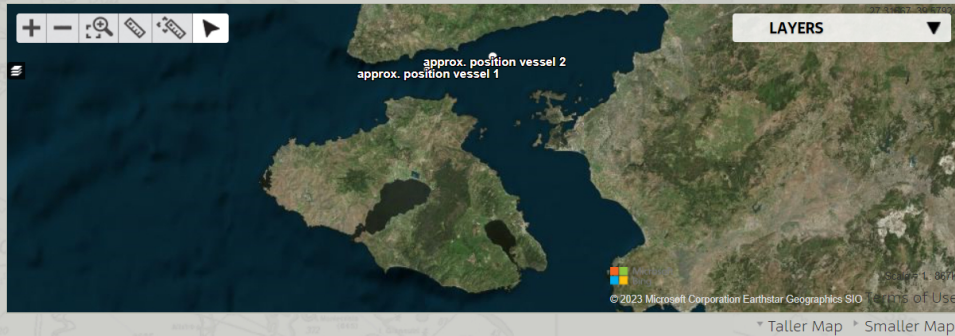 LAYERS
approx. position vessel 2
approx. position vessel 1
© 2023 Microsoft Corporation Earthstar Geographics SIO Terms of Use
Taller Map Smaller Map